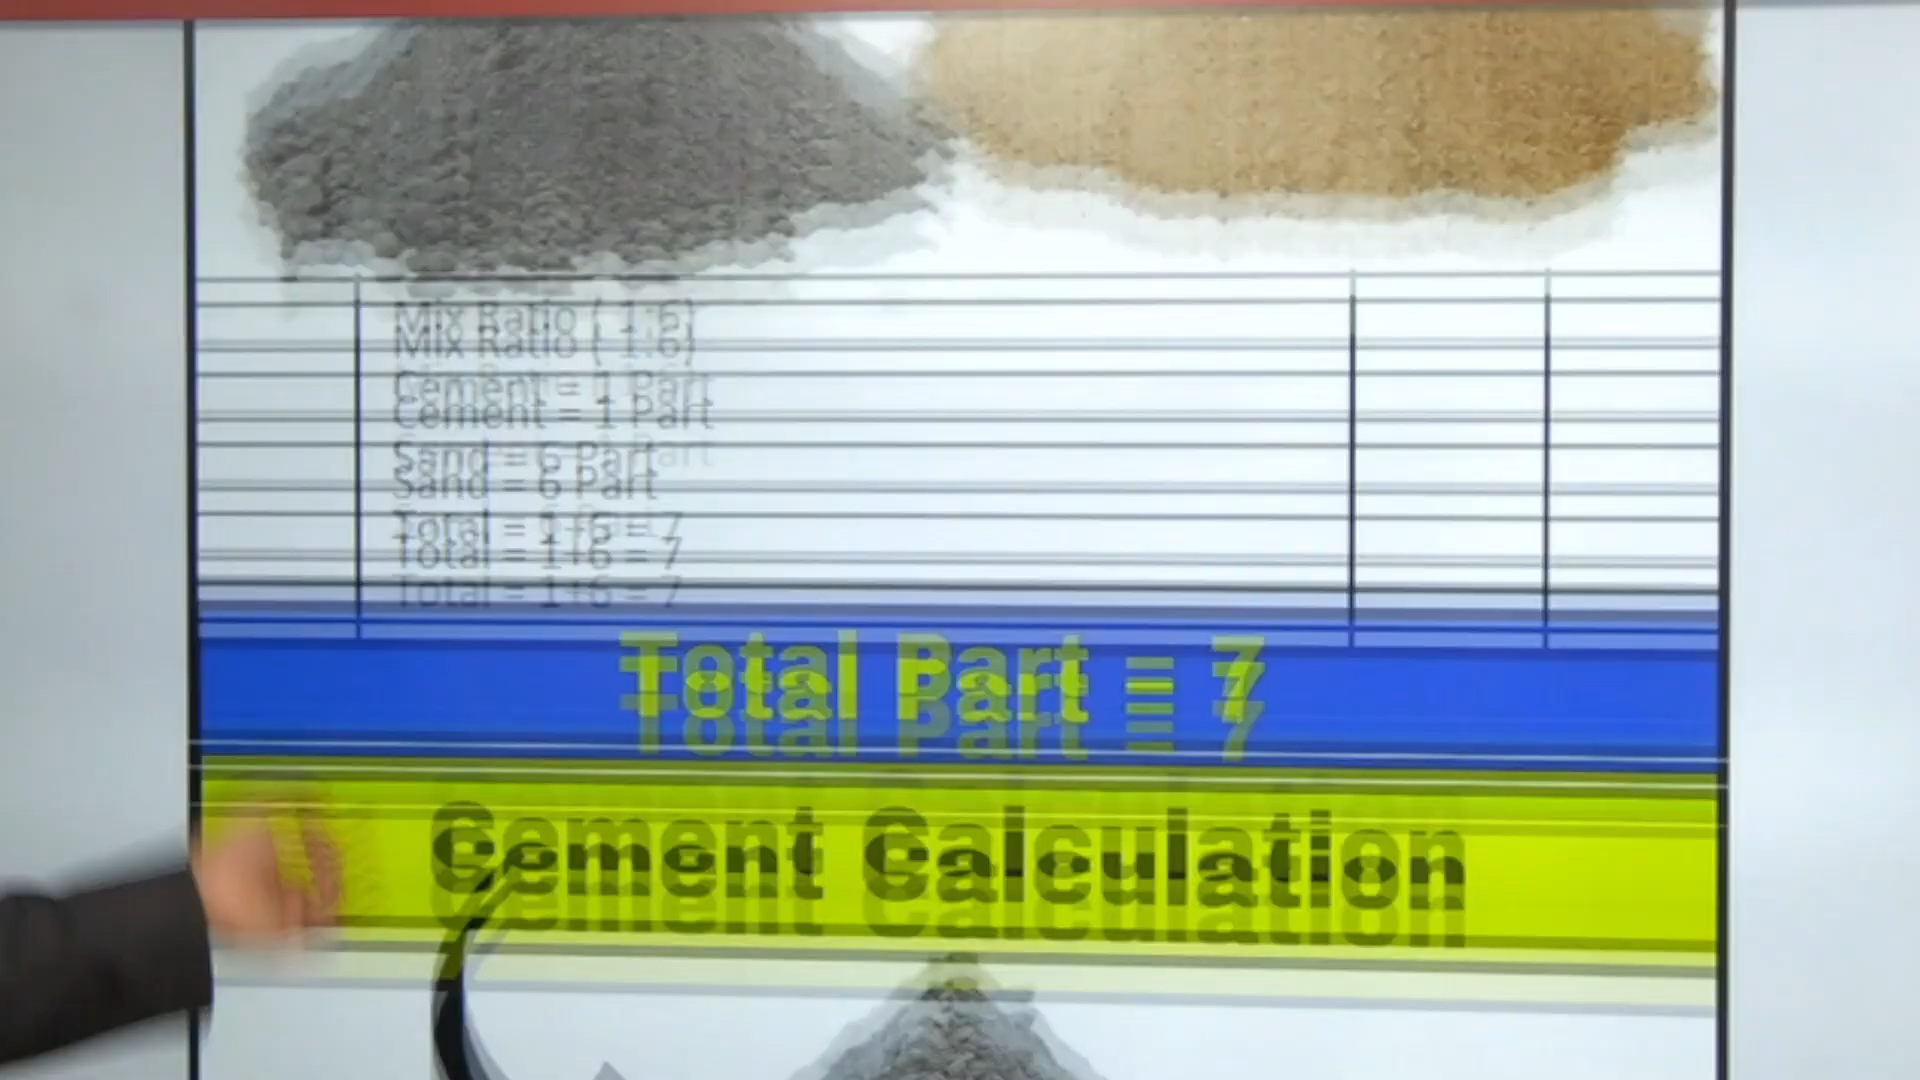 Mix Ratio ( 1:6)
Cement = 1 Part
Sand = 6 Part
Total = 1+6 = 7
Total Part = 7
Cement Calculation